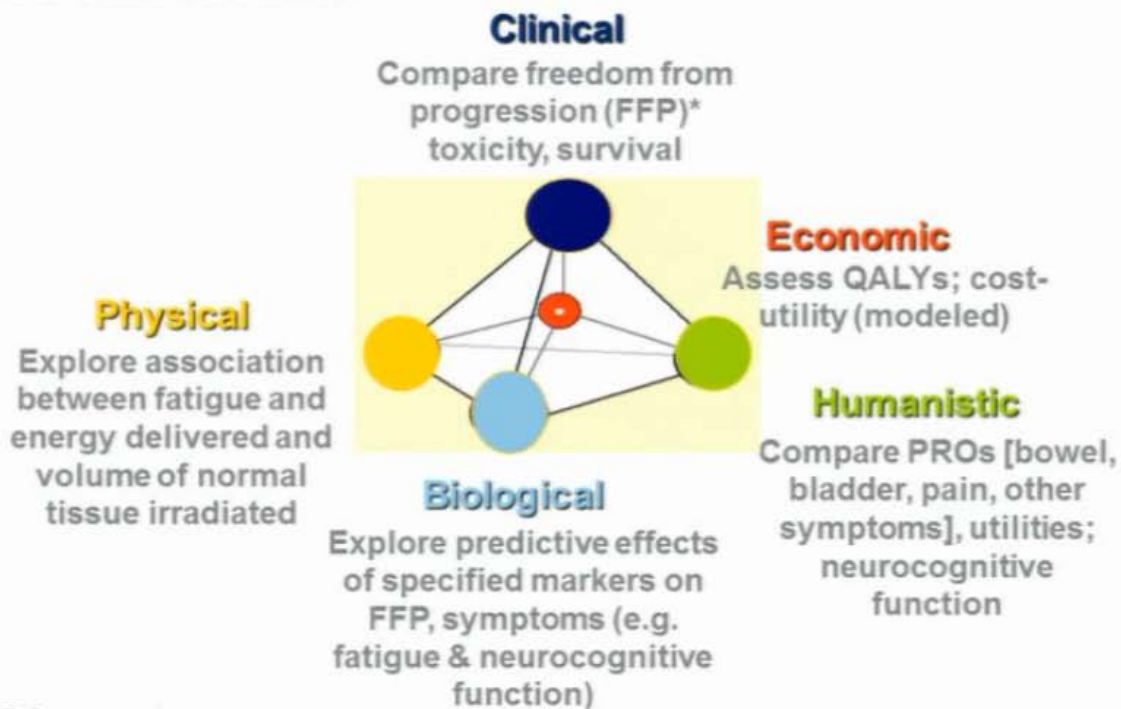 Clinical
Compare freedom from
progression (FFP)*
toxicity, survival
Economic
Assess QALYs; cost-
utility (modeled)
Physical
Explore association
between fatigue and
energy delivered and
volume of normal
tissue irradiated
Humanistic
Compare PROs [bowel,
bladder, pain, other
symptoms], utilities;
neurocognitive
function
Biological
Explore predictive effects
of specified markers on
FFP, symptoms (e.g.
fatigue & neurocognitive
function)